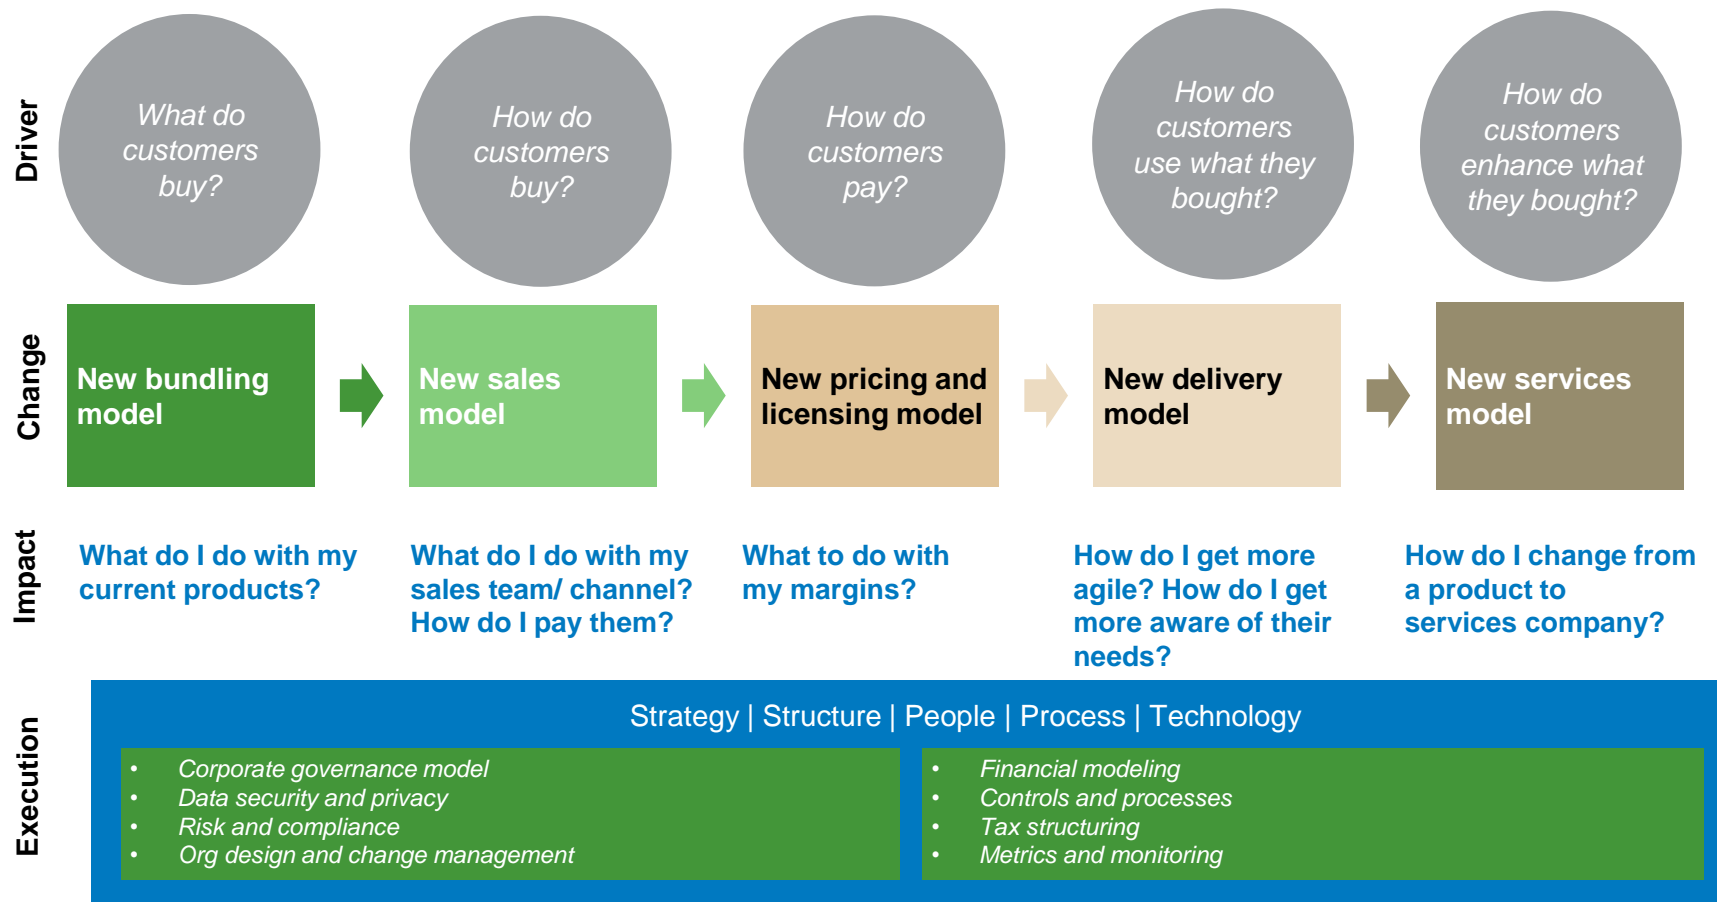 Driver
What do
customers
buy?
How do
customers
buy?
How do
customers
pay?
How do
customers
use what they
bought?
How do
customers
enhance what
they bought?
Change
New bundling
model
New sales
model
New pricing and
licensing model
New delivery
model
New services
model
Impact
What do I do with my
current products?
What do I do with my
sales team/ channel?
How do I pay them?
What to do with
my margins?
How do I get more
agile? How do I get
more aware of their
needs?
How do I change from
a product to
services company?
Execution
Strategy | Structure | People | Process | Technology
• Corporate governance model
• Data security and privacy
• Risk and compliance
• Org design and change management
• Financial modeling
• Controls and processes
• Tax structuring
• Metrics and monitoring